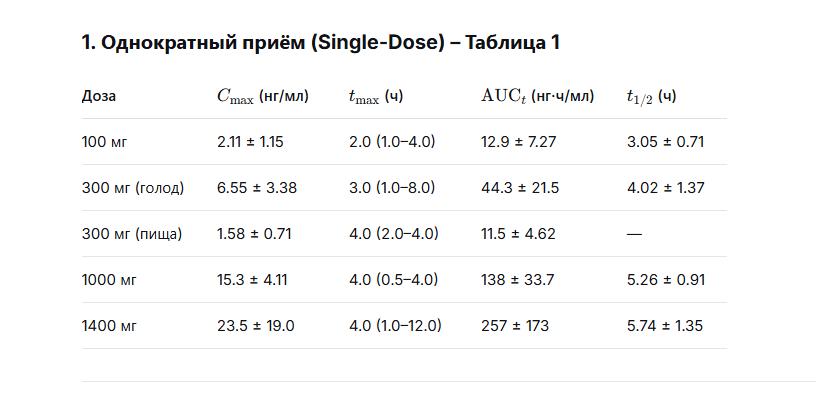 1. Однократный приём (Single-Dose) – Таблица 1
Доза Cmax (нг/мл) tmax (ч) AUCt (нг·ч/мл) t1/2 (ч)
100 мг 2.11 ± 1.15 2.0 (1.0–4.0) 12.9 ± 7.27 3.05 ± 0.71
300 мг (голод) 6.55 ± 3.38 3.0 (1.0–8.0) 44.3 ± 21.5 4.02 ± 1.37
300 мг (пища) 1.58 ± 0.71 4.0 (2.0–4.0) 11.5 ± 4.62 —
1000 мг 15.3 ± 4.11 4.0 (0.5–4.0) 138 ± 33.7 5.26 ± 0.91
1400 мг 23.5 ± 19.0 4.0 (1.0–12.0) 257 ± 173 5.74 ± 1.35